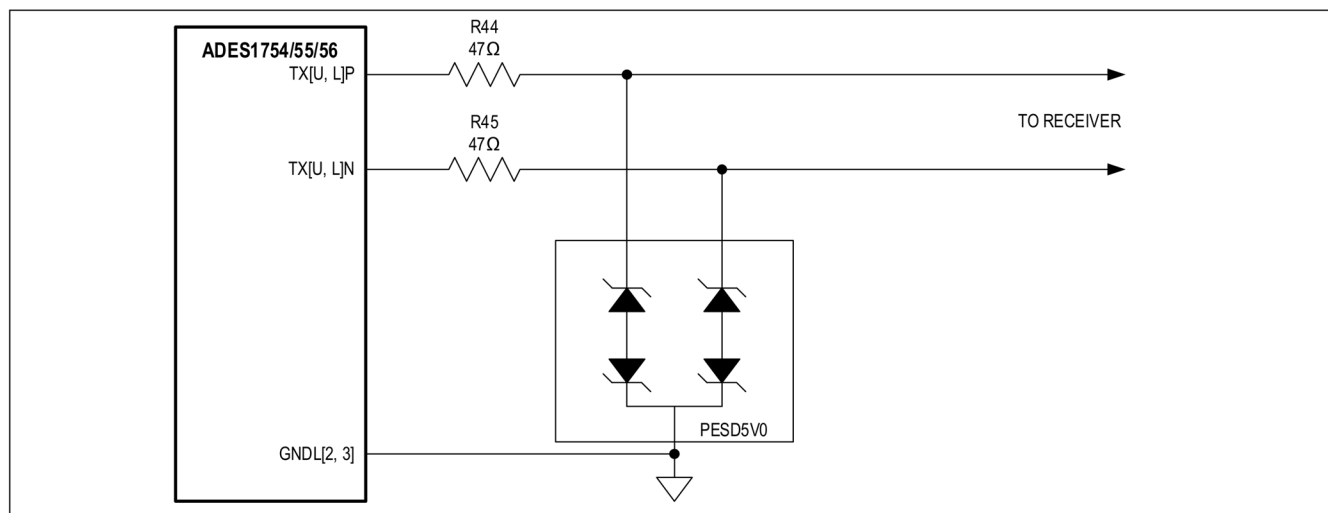 ADES1754/55/56
R44
47Ω
TX[U, L]P
TO RECEIVER
R45
47Ω
TX[U, L]N
PESD5V0
GNDL[2, 3]